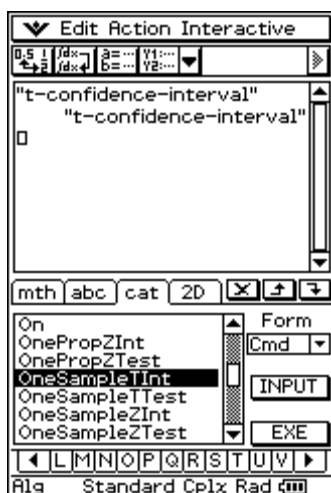 Edit Action Interactive
"t-confidence-interval"
"t-confidence-interval"
mth abc cat 2D
On
OnePropZInt
OnePropZTest
OneSampleTInt
OneSampleTTest
OneSampleZInt
OneSampleZTest
Form
Cmd
INPUT
EXE
L M N O P Q R S T U V
Alg Standard Cplx Rad